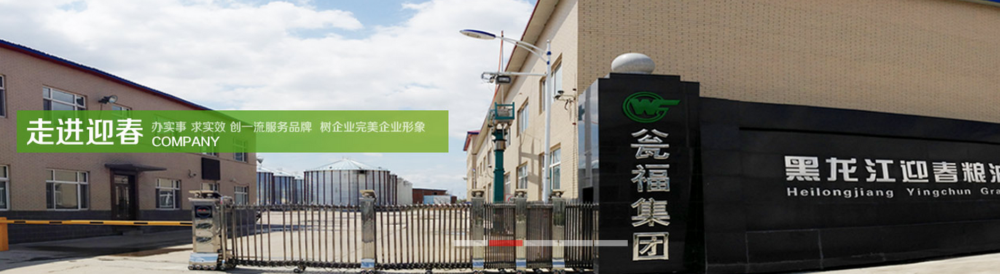 走进迎春
办实事 求实效 创一流服务品牌 树企业完美企业形象
COMPANY
瓮福集团
黑龙江迎春粮油
Heilongjiang Yingchun Gra